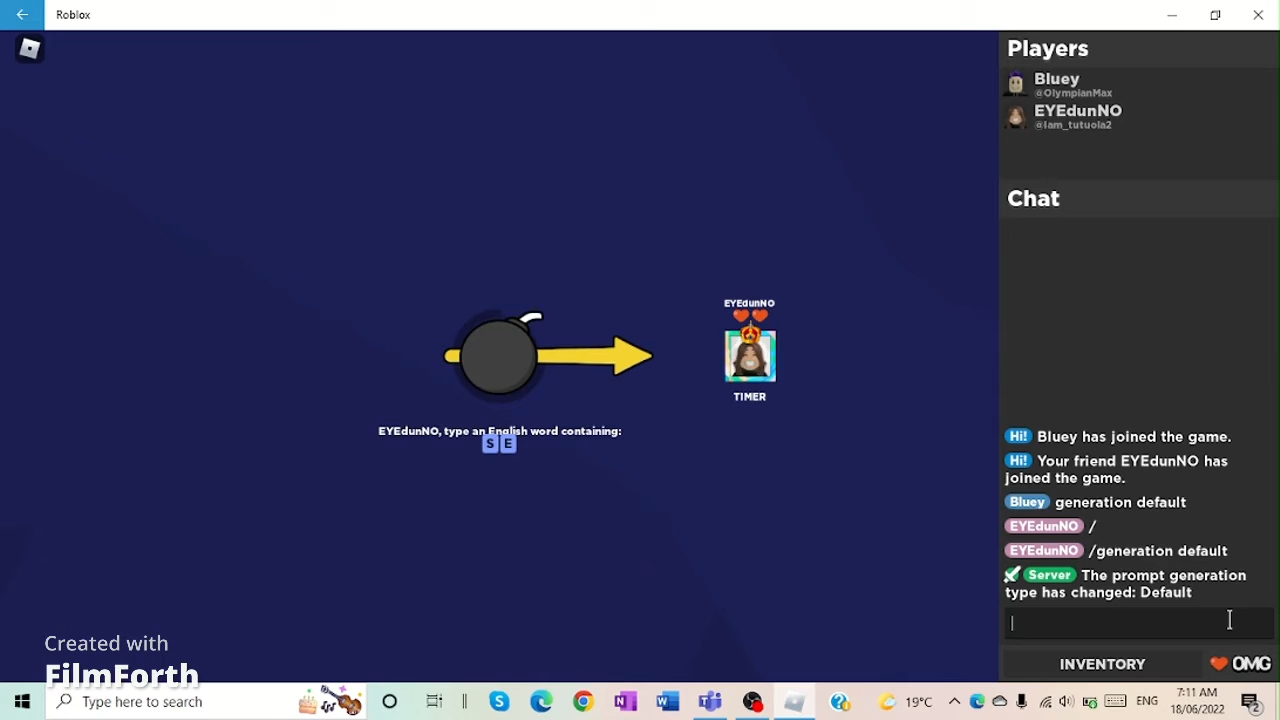 Roblox
Players
Bluey
@OlympianMax
EYEdunNO
@Iam_tutuola2
Chat
EYEdunNO
TIMER
EYEdunNO, type an English word containing:
S E
Hi! Bluey has joined the game.
Hi! Your friend EYEdunNO has
joined the game.
Bluey generation default
EYEdunNO /
EYEdunNO /generation default
Server The prompt generation
type has changed: Default
INVENTORY
OMG
Created with
FilmForth
Type here to search
19°C
ENG
7:11 AM
18/06/2022
2